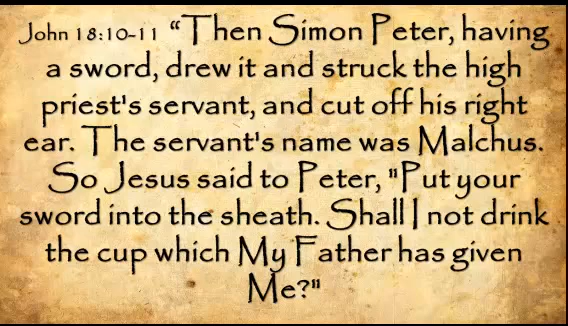 John 18:10-11 “Then Simon Peter, having
a sword, drew it and struck the high
priest's servant, and cut off his right
ear. The servant's name was Malchus.
So Jesus said to Peter, "Put your
sword into the sheath. Shall I not drink
the cup which My Father has given
Me?"